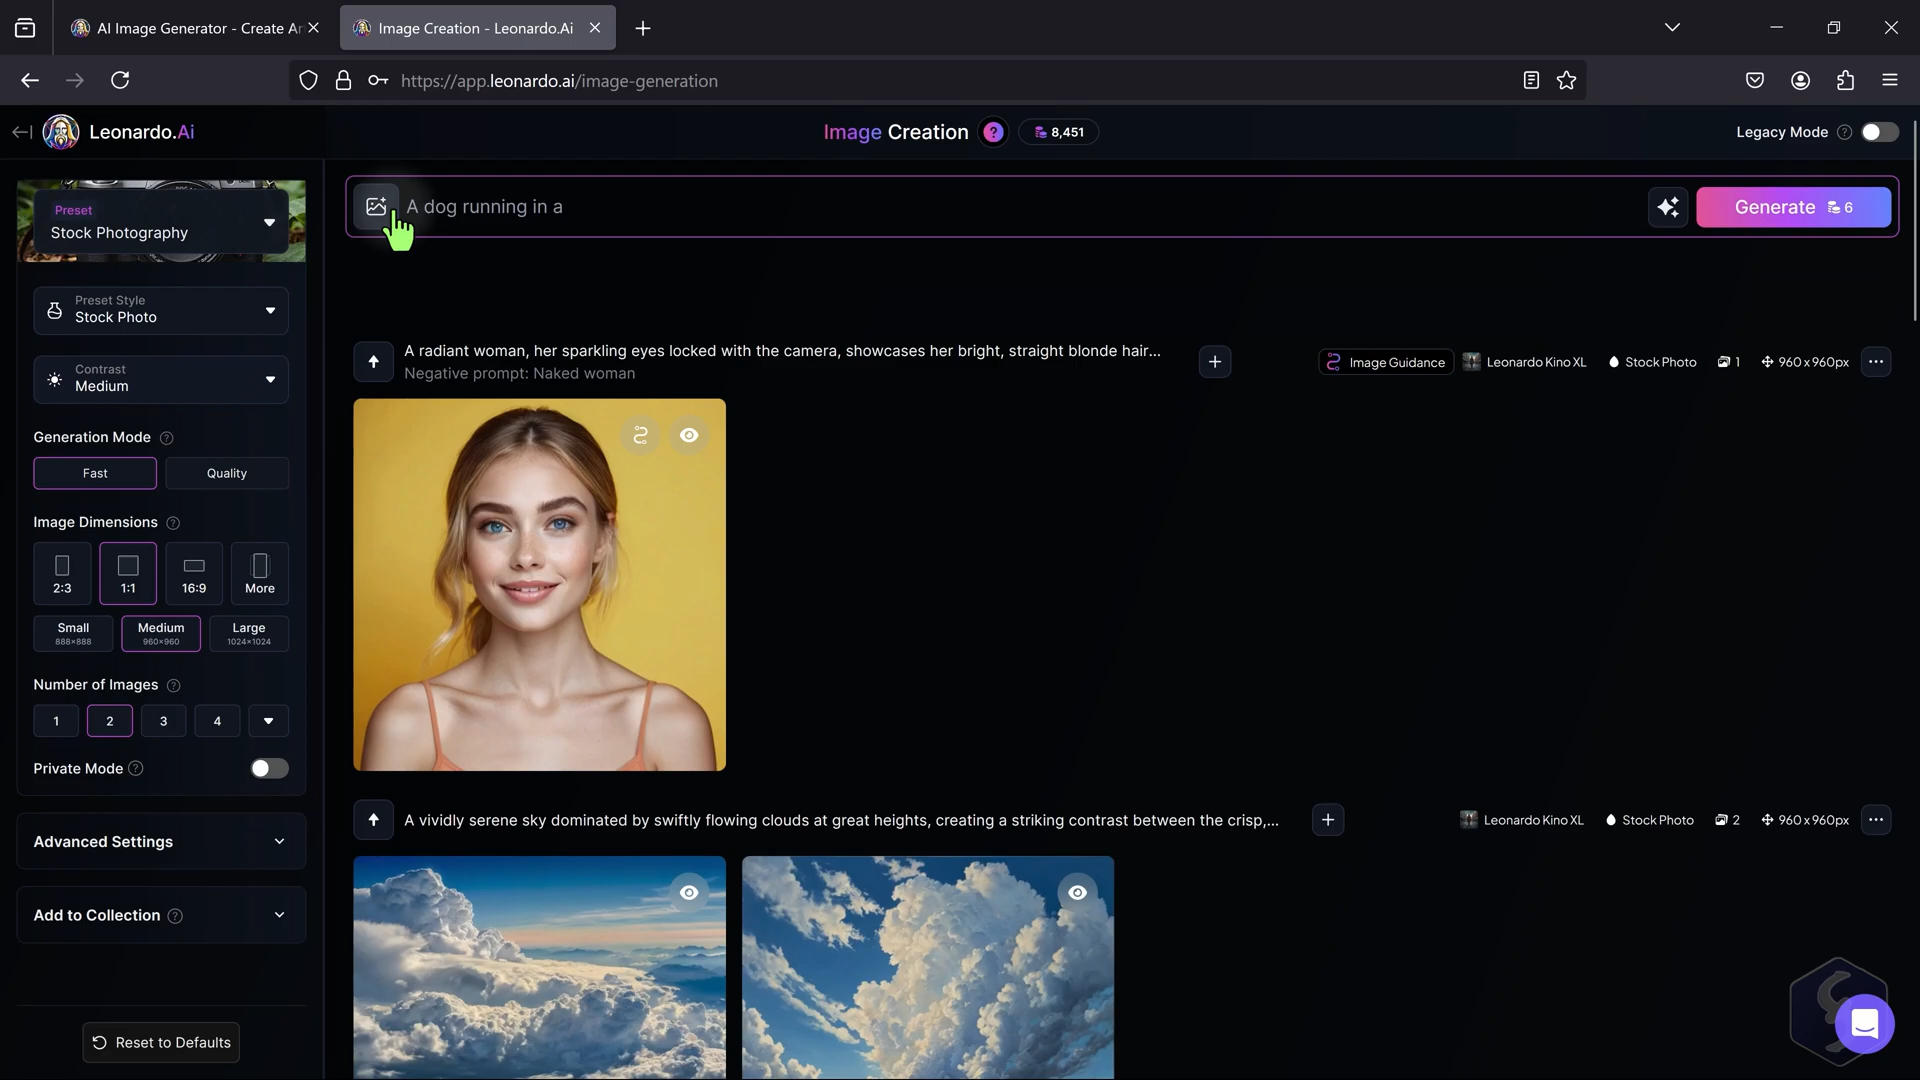 AI Image Generator - Create Ar
Image Creation - Leonardo.Ai
https://app.leonardo.ai/image-generation
Leonardo.Ai
Image Creation
?
8,451
Legacy Mode ?
Preset
Stock Photography
A dog running in a
Generate 6
Preset Style
Stock Photo
Contrast
Medium
A radiant woman, her sparkling eyes locked with the camera, showcases her bright, straight blonde hair...
Negative prompt: Naked woman
Image Guidance
Leonardo Kino XL
Stock Photo
1
960 x 960px
Generation Mode ?
Fast
Quality
Image Dimensions ?
2:3
1:1
16:9
More
Small
888×888
Medium
960×960
Large
1024×1024
Number of Images ?
1
2
3
4
Private Mode ?
A vividly serene sky dominated by swiftly flowing clouds at great heights, creating a striking contrast between the crisp,...
Leonardo Kino XL
Stock Photo
2
960 x 960px
Advanced Settings
Add to Collection ?
Reset to Defaults